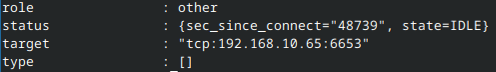 role                : other
status              : {sec_since_connect="48739", state=IDLE}
target              : "tcp:192.168.10.65:6653"
type                : []